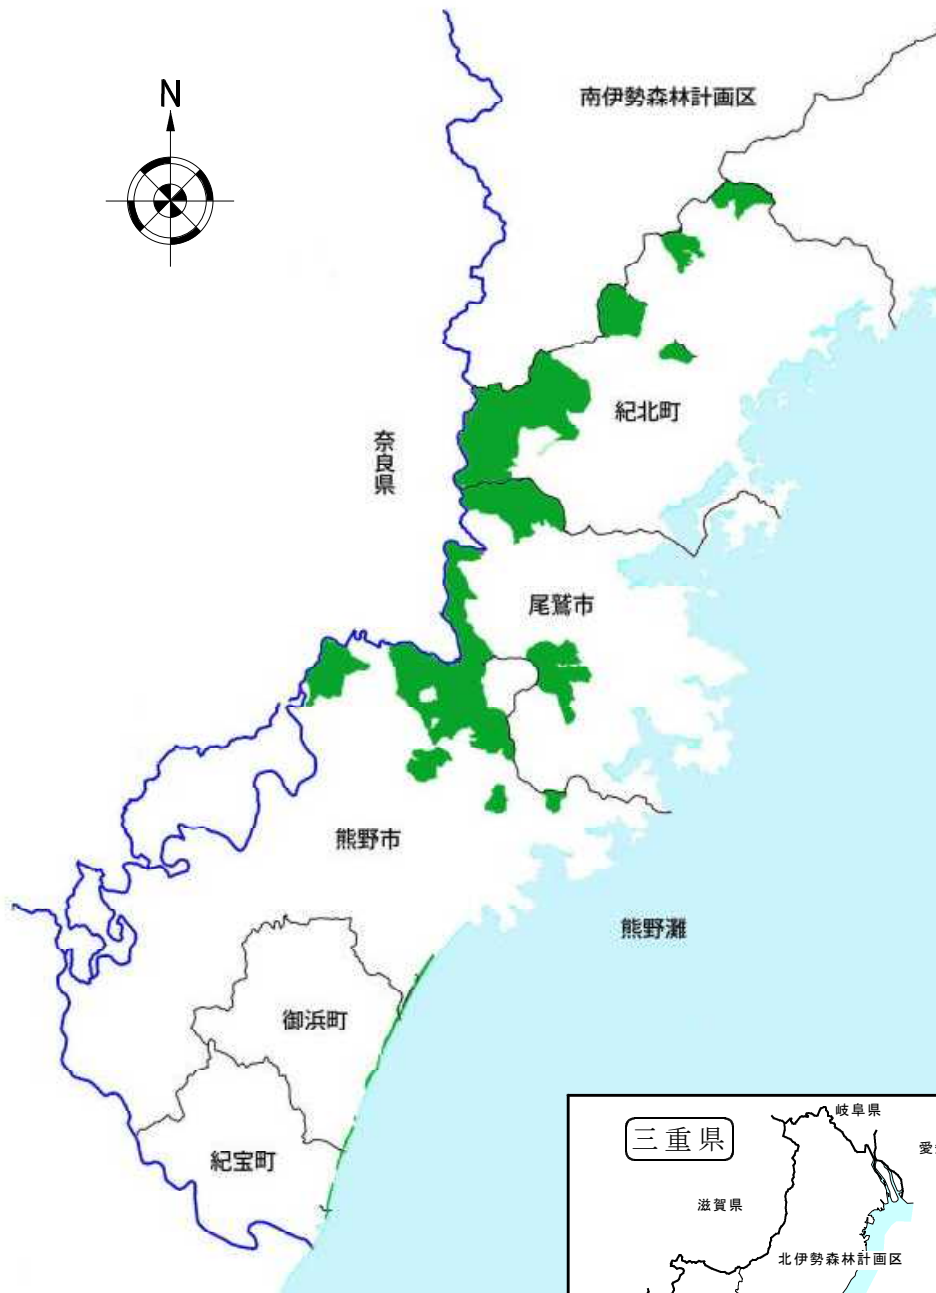 N
南伊勢森林計画区
紀北町
奈良県
尾鷲市
熊野市
熊野灘
御浜町
紀宝町
三重県
岐阜県
滋賀県
北伊勢森林計画区